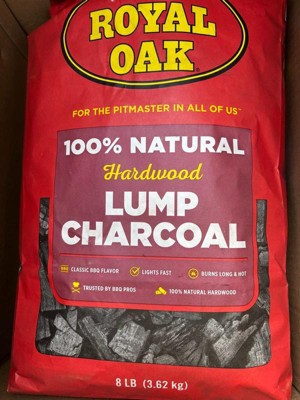 ROYAL
OAK®
FOR THE PITMASTER IN ALL OF US™
100% NATURAL
Hardwood
LUMP
CHARCOAL
CLASSIC BBQ FLAVOR
LIGHTS FAST
BURNS LONG & HOT
TRUSTED BY BBQ PROS
100% NATURAL HARDWOOD
8 LB (3.62 kg)